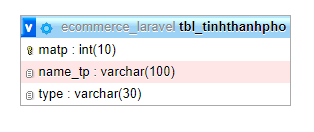 v ecommerce_laravel tbl_tinhthanhpho
matp : int(10)
name_tp : varchar(100)
type : varchar(30)